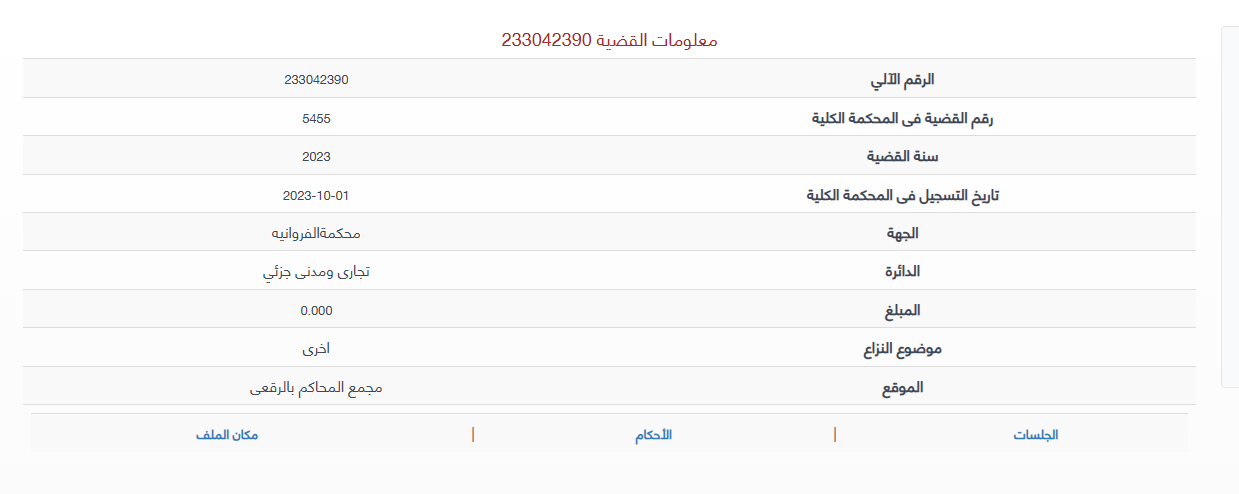 معلومات القضية 233042390
الرقم الآلي 233042390
رقم القضية فى المحكمة الكلية 5455
سنة القضية 2023
تاريخ التسجيل فى المحكمة الكلية 2023-10-01
الجهة محكمةالفروانيه
الدائرة تجارى ومدنى جزئي
المبلغ 0.000
موضوع النزاع اخرى
الموقع مجمع المحاكم بالرقعى
الجلسات | الأحكام | مكان الملف